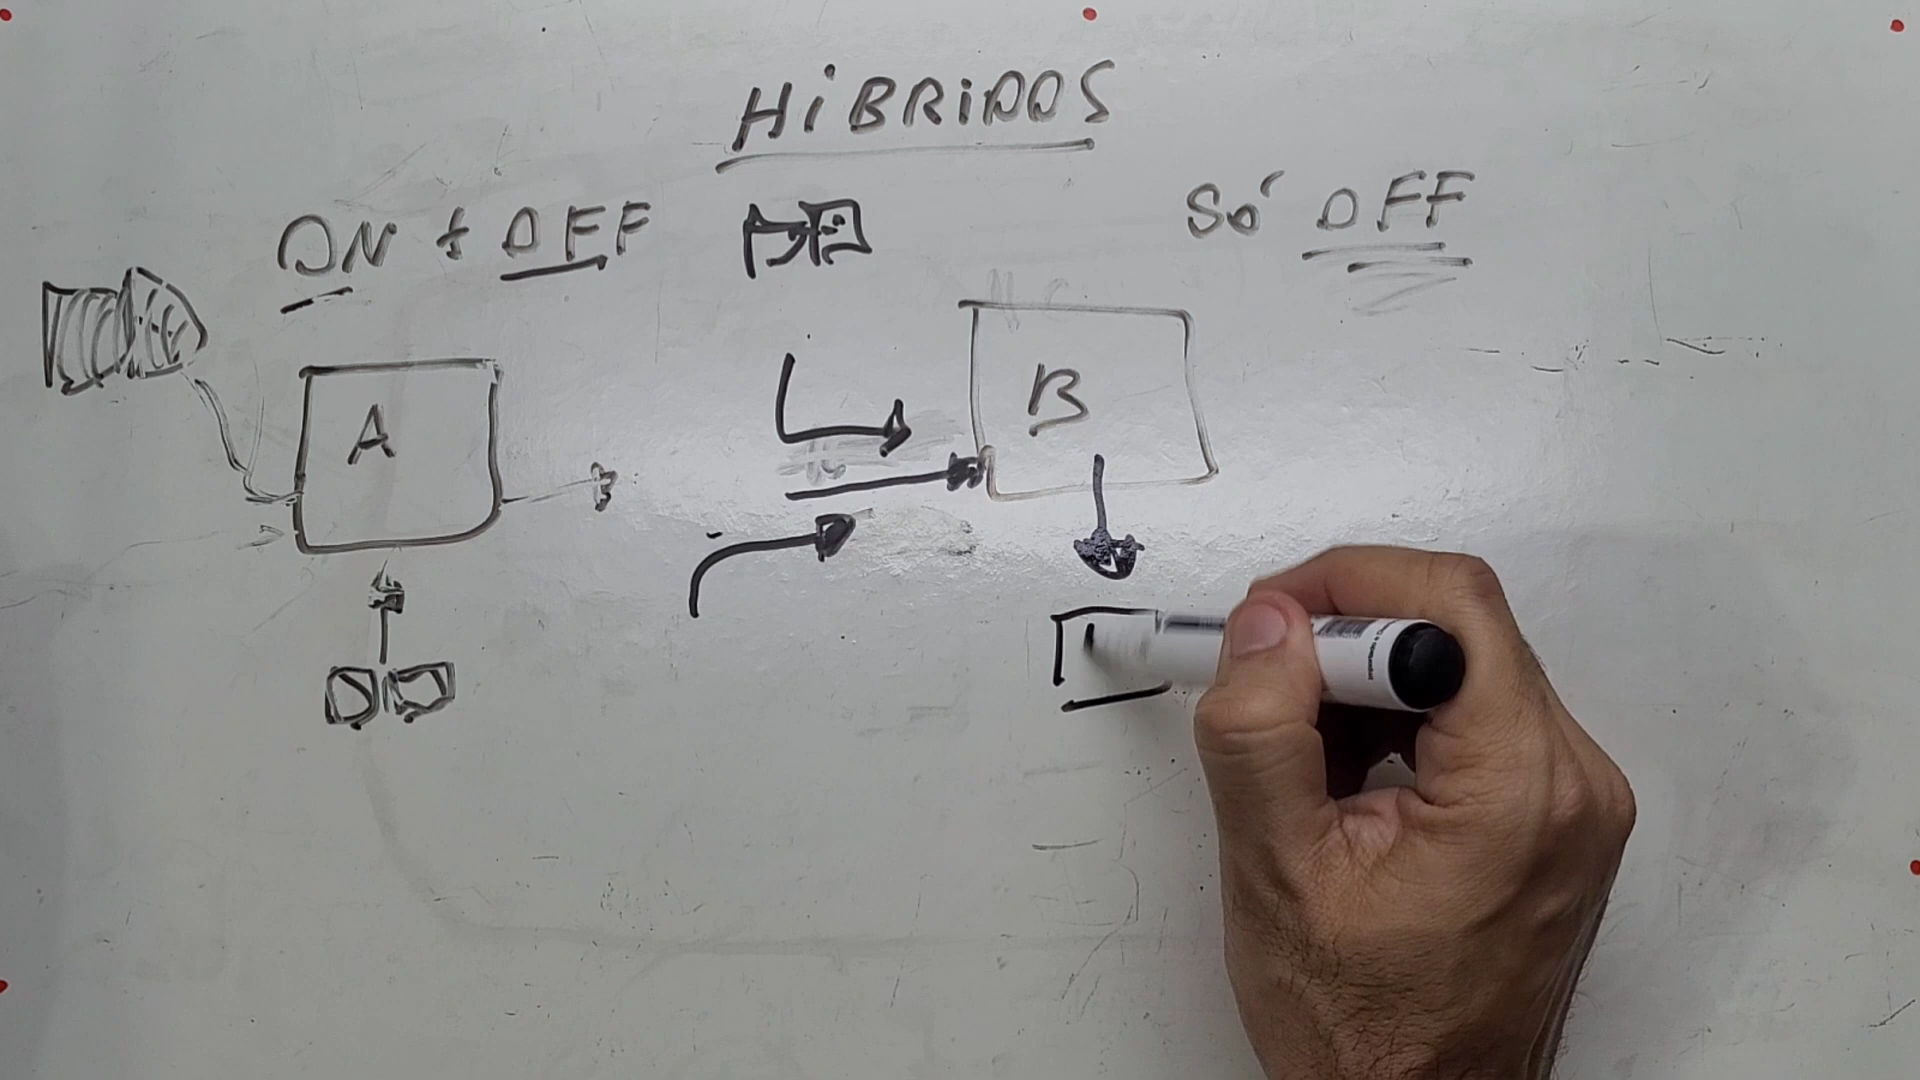 HiBRiDOS
ON + OFF
Só OFF
A
B